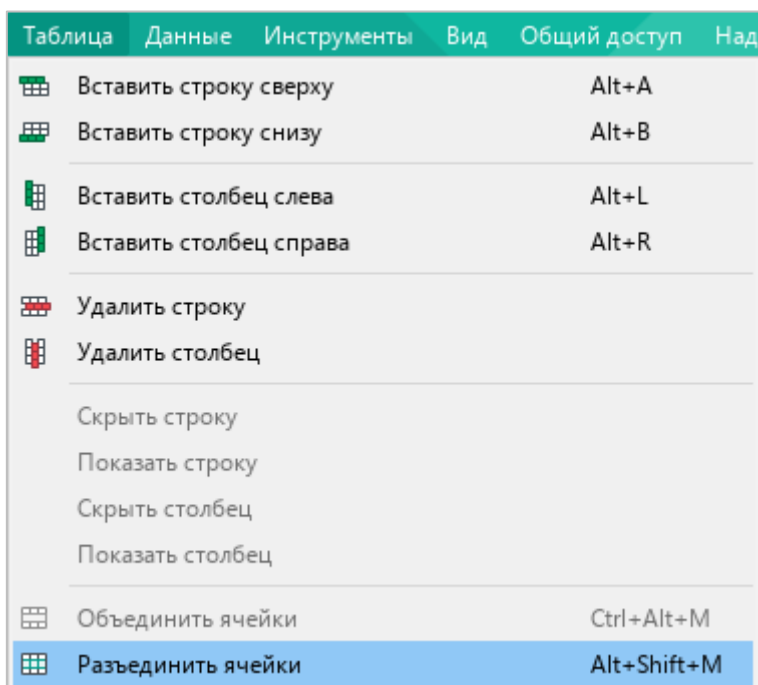 Таблица Данные Инструменты Вид Общий доступ Над
Вставить строку сверху Alt+A
Вставить строку снизу Alt+B
Вставить столбец слева Alt+L
Вставить столбец справа Alt+R
Удалить строку
Удалить столбец
Скрыть строку
Показать строку
Скрыть столбец
Показать столбец
Объединить ячейки Ctrl+Alt+M
Разъединить ячейки Alt+Shift+M